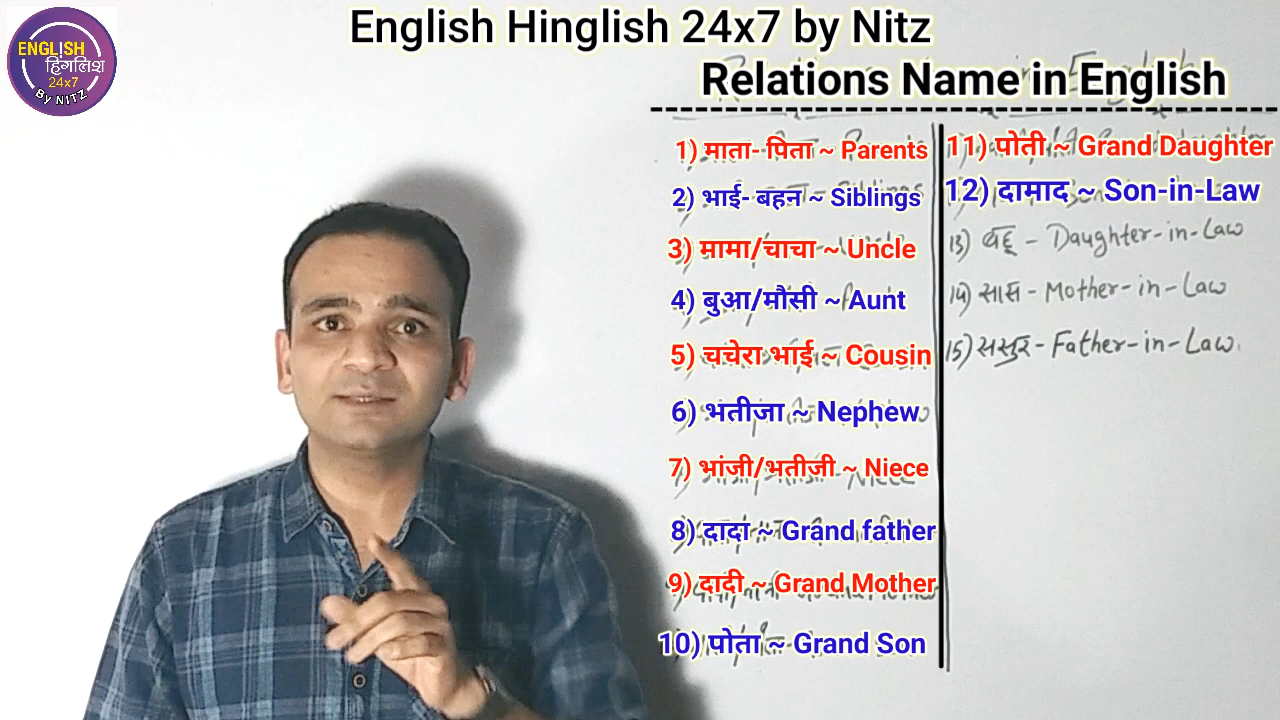 ENGLISH
हिंगलिश
24x7
By NITZ
English Hinglish 24x7 by Nitz
Relations Name in English
1) माता- पिता ~ Parents
2) भाई- बहन ~ Siblings
3) मामा/चाचा ~ Uncle
4) बुआ/मौसी ~ Aunt
5) चचेरा भाई ~ Cousin
6) भतीजा ~ Nephew
7) भांजी/भतीजी ~ Niece
8) दादा ~ Grand father
9) दादी ~ Grand Mother
10) पोता ~ Grand Son
11) पोती ~ Grand Daughter
12) दामाद ~ Son-in-Law
13) बहू - Daughter-in-Law
14) सास - Mother-in-Law
15) ससुर - Father-in-Law.